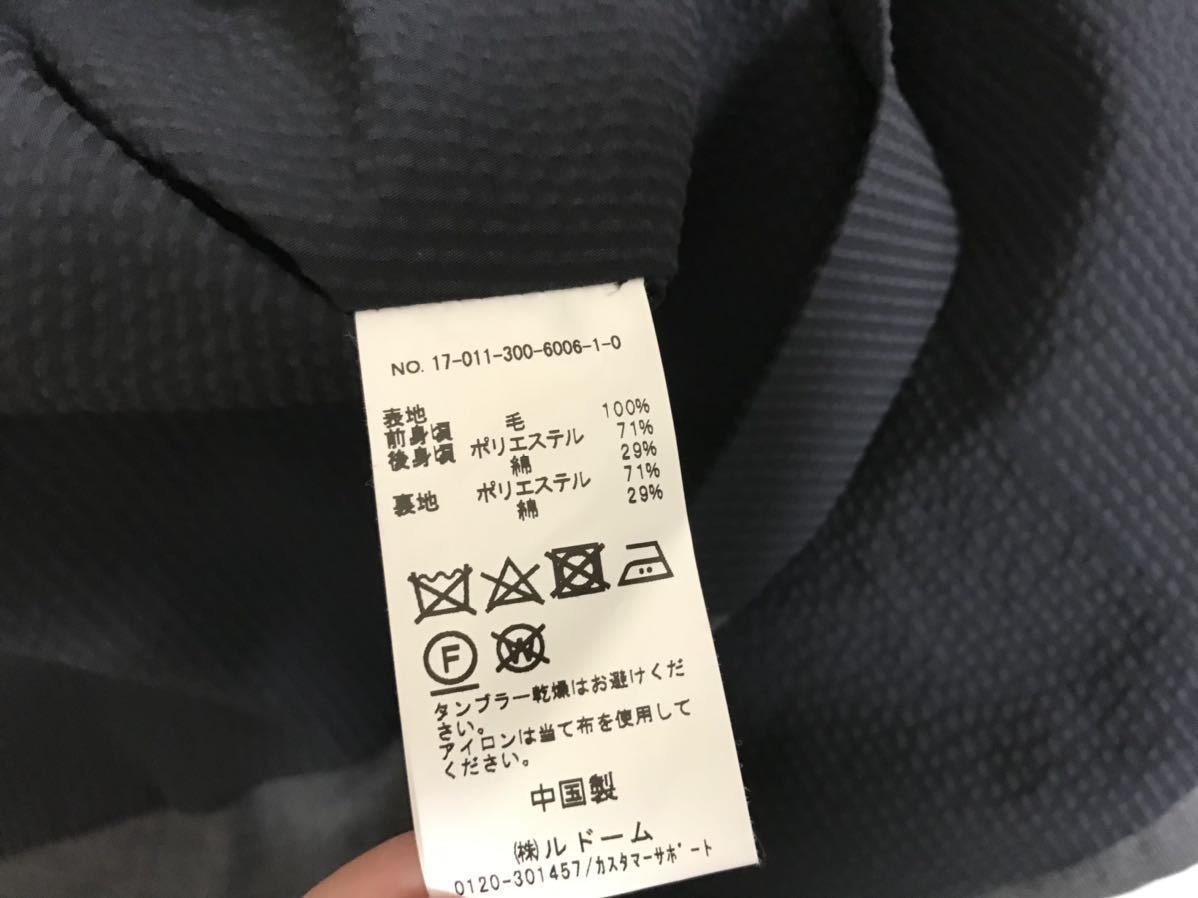 NO. 17-011-300-6006-1-0
表地
前身頃 毛 100%
後身頃 ポリエステル 71%
綿 29%
裏地 ポリエステル 71%
綿 29%
F
W
タンブラー乾燥はお避けくだ
さい。
アイロンは当て布を使用して
ください。
中国製
㈱ルドーム
0120-301457/カスタマーサポート